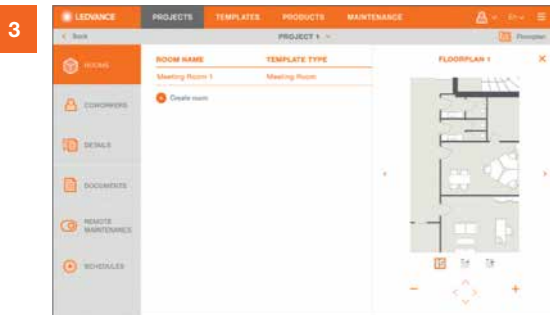 3
LEDVANCE PROJECTS TEMPLATES PRODUCTS MAINTENANCE En
< Back PROJECT 1 Floorplan
ROOMS
COWORKERS
DETAILS
DOCUMENTS
REMOTE
MAINTENANCE
SCHEDULES
ROOM NAME TEMPLATE TYPE
Meeting Room 1 Meeting Room
Create room
FLOORPLAN 1